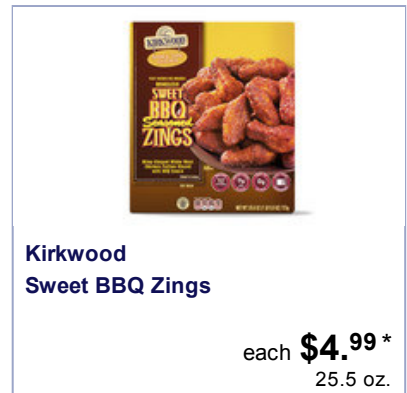 KIRKWOOD
SWEET
BBQ
Seasoned
ZINGS
Kirkwood
Sweet BBQ Zings
each $4.99 *
25.5 oz.